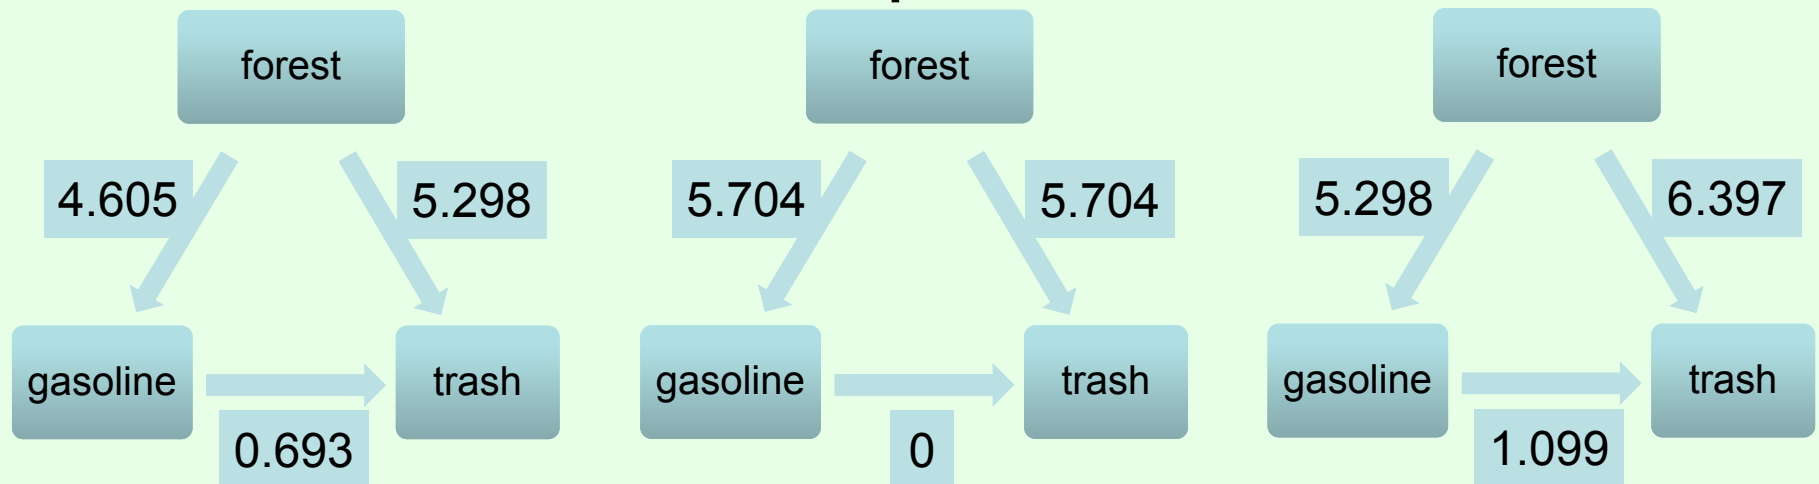 forest
4.605
5.298
gasoline
trash
0.693
forest
5.704
5.704
gasoline
trash
0
forest
5.298
6.397
gasoline
trash
1.099